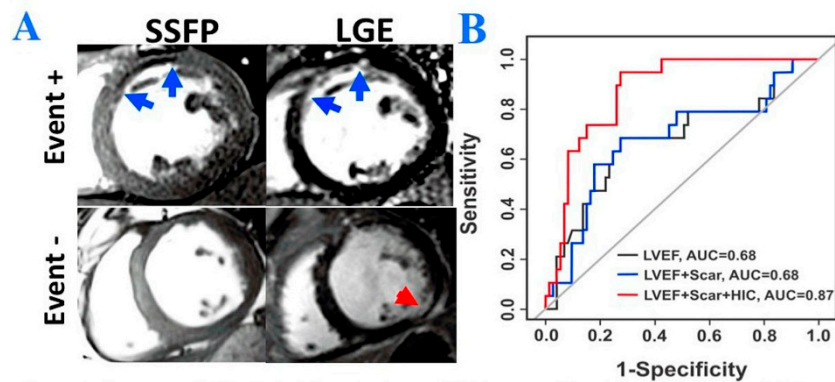 A
SSFP
LGE
B
Event +
Event -
Sensitivity
1.0
0.8
0.6
0.4
0.2
0.0
LVEF, AUC=0.68
LVEF+Scar, AUC=0.68
LVEF+Scar+HIC, AUC=0.87
0.0 0.2 0.4 0.6 0.8 1.0
1-Specificity